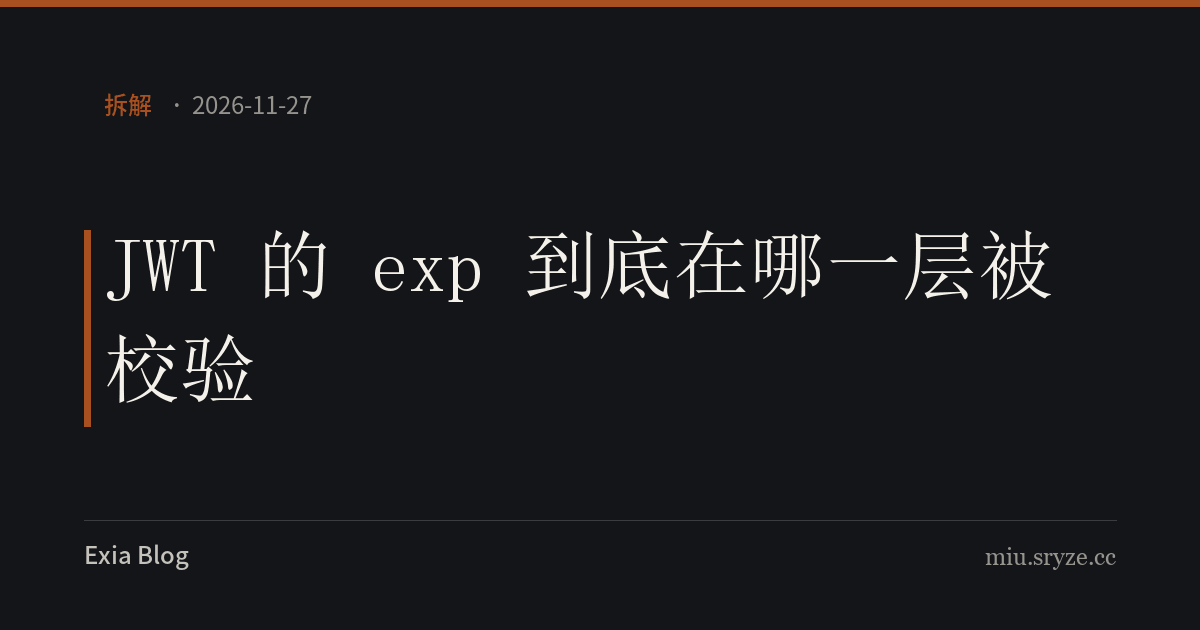 拆解 · 2026-11-27
JWT 的 exp 到底在哪一层被
校验
Exia Blog
miu.sryze.cc